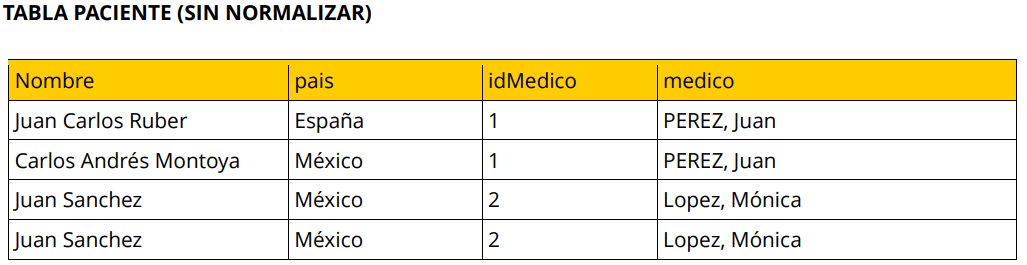 TABLA PACIENTE (SIN NORMALIZAR)
Nombre pais idMedico medico
Juan Carlos Ruber España 1 PEREZ, Juan
Carlos Andrés Montoya México 1 PEREZ, Juan
Juan Sanchez México 2 Lopez, Mónica
Juan Sanchez México 2 Lopez, Mónica